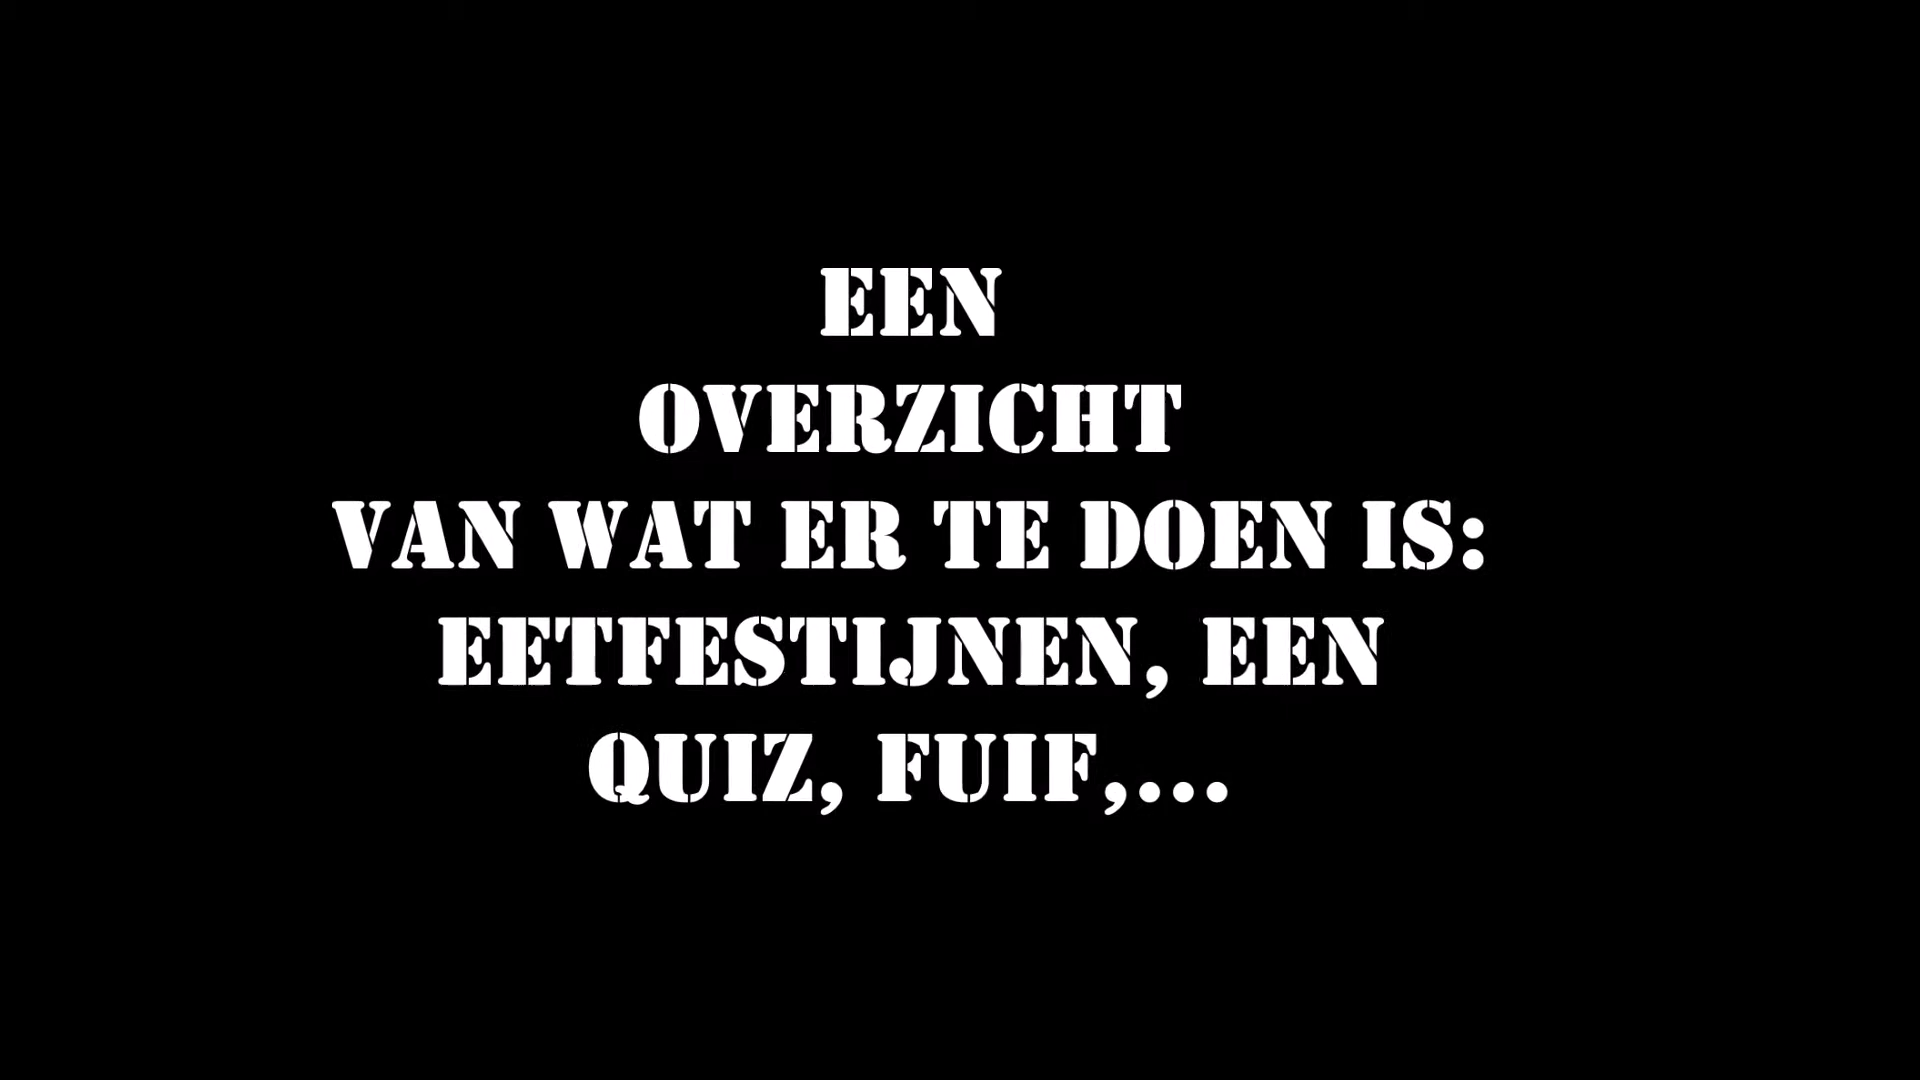 EEN
OVERZICHT
VAN WAT ER TE DOEN IS:
EETFESTIJNEN, EEN
QUIZ, FUIF,...